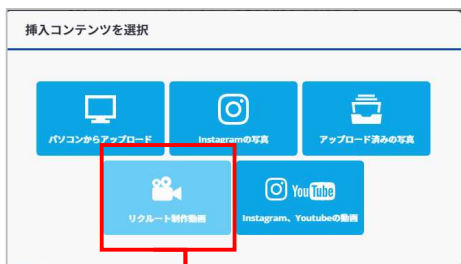 挿入コンテンツを選択
パソコンからアップロード
Instagramの写真
アップロード済みの写真
リクルート制作動画
YouTube
Instagram、Youtubeの動画